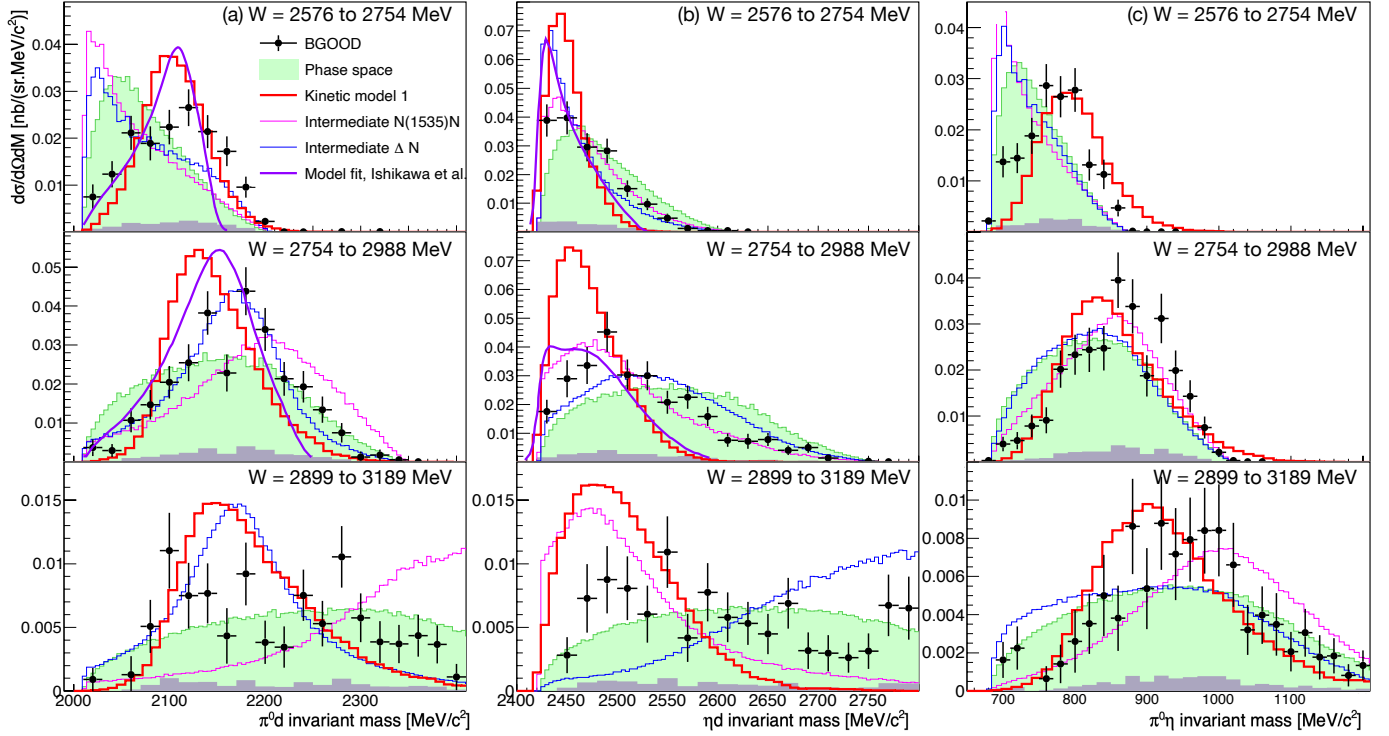 (a) W = 2576 to 2754 MeV
(b) W = 2576 to 2754 MeV
(c) W = 2576 to 2754 MeV
dσ/dΩdM [nb/(sr.MeV/c²)]
BGOOD
Phase space
Kinetic model 1
Intermediate N(1535)N
Intermediate Δ N
Model fit, Ishikawa et al.
0.04
0.03
0.02
0.01
0.07
0.06
0.05
0.04
0.03
0.02
0.01
0.04
0.03
0.02
0.01
W = 2754 to 2988 MeV
W = 2754 to 2988 MeV
W = 2754 to 2988 MeV
0.05
0.04
0.03
0.02
0.01
0.07
0.06
0.05
0.04
0.03
0.02
0.01
0.04
0.03
0.02
0.01
W = 2899 to 3189 MeV
W = 2899 to 3189 MeV
W = 2899 to 3189 MeV
0.015
0.01
0.005
0
0.015
0.01
0.005
0
0.01
0.008
0.006
0.004
0.002
0
2000 2100 2200 2300
2400 2450 2500 2550 2600 2650 2700 2750
700 800 900 1000 1100
π⁰d invariant mass [MeV/c²]
ηd invariant mass [MeV/c²]
π⁰η invariant mass [MeV/c²]